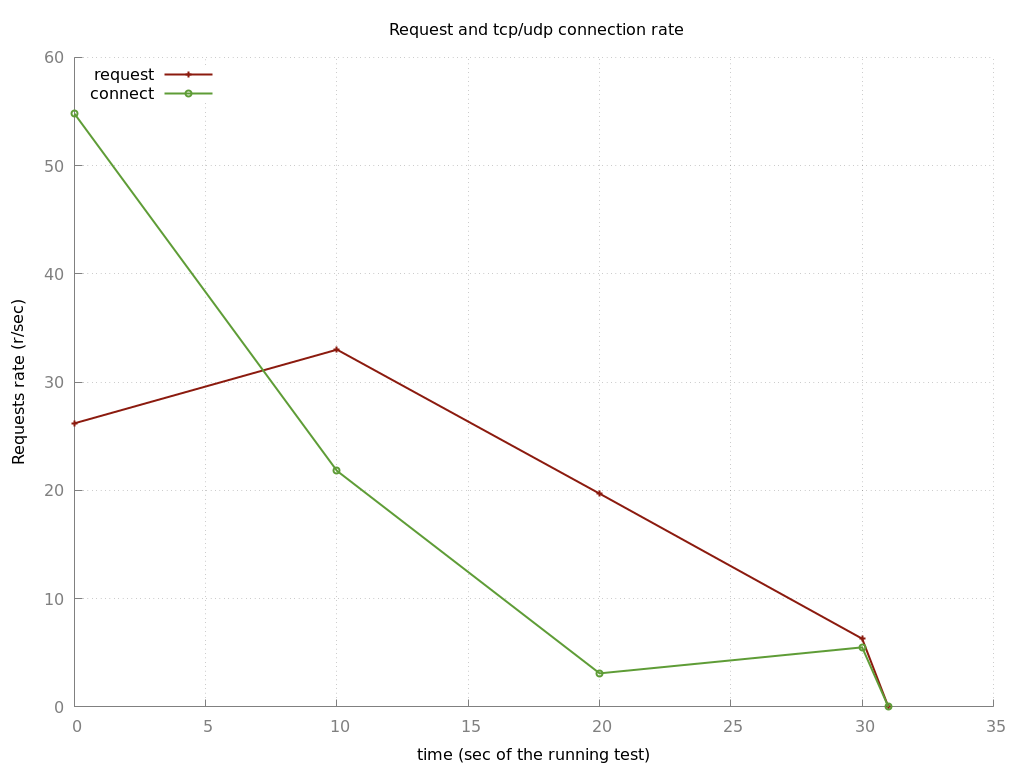 Request and tcp/udp connection rate
60
request
connect
50
40
30
20
10
0
Requests rate (r/sec)
0 5 10 15 20 25 30 35
time (sec of the running test)